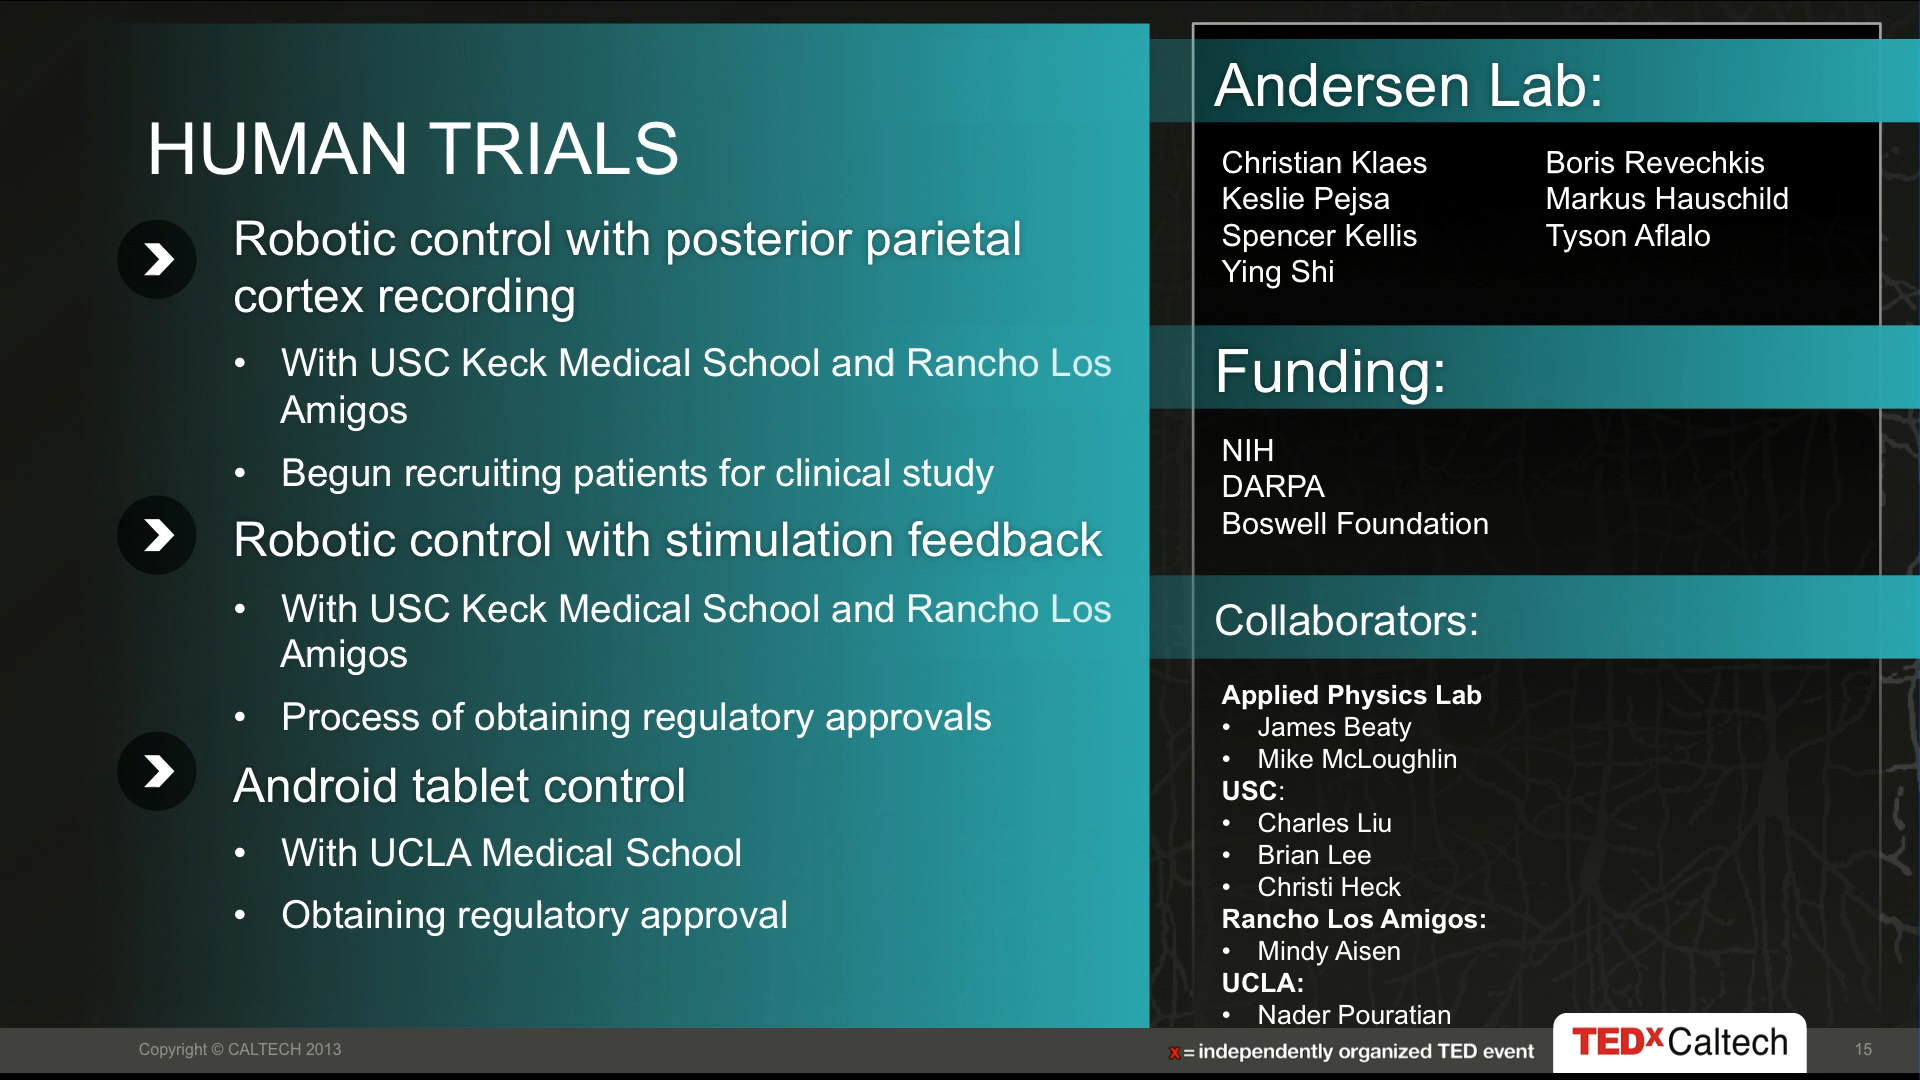 HUMAN TRIALS
Robotic control with posterior parietal
cortex recording
• With USC Keck Medical School and Rancho Los
Amigos
• Begun recruiting patients for clinical study
Robotic control with stimulation feedback
• With USC Keck Medical School and Rancho Los
Amigos
• Process of obtaining regulatory approvals
Android tablet control
• With UCLA Medical School
• Obtaining regulatory approval
Andersen Lab:
Christian Klaes
Keslie Pejsa
Spencer Kellis
Ying Shi
Boris Revechkis
Markus Hauschild
Tyson Aflalo
Funding:
NIH
DARPA
Boswell Foundation
Collaborators:
Applied Physics Lab
• James Beaty
• Mike McLoughlin
USC:
• Charles Liu
• Brian Lee
• Christi Heck
Rancho Los Amigos:
• Mindy Aisen
UCLA:
• Nader Pouratian
Copyright © CALTECH 2013
x = independently organized TED event
TEDxCaltech
15